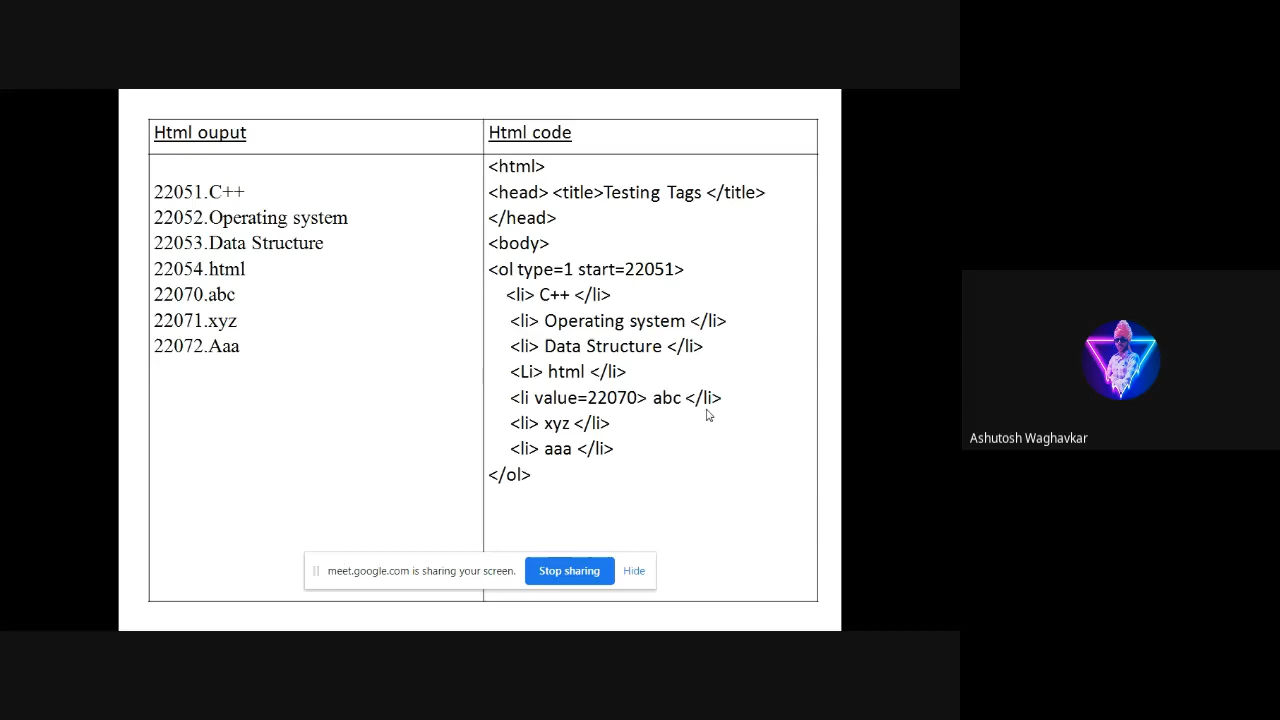 Html ouput
22051.C++
22052.Operating system
22053.Data Structure
22054.html
22070.abc
22071.xyz
22072.Aaa
Html code
<html>
<head> <title>Testing Tags </title>
</head>
<body>
<ol type=1 start=22051>
<li> C++ </li>
<li> Operating system </li>
<li> Data Structure </li>
<Li> html </li>
<li value=22070> abc </li>
<li> xyz </li>
<li> aaa </li>
</ol>
meet.google.com is sharing your screen.
Stop sharing
Hide
Ashutosh Waghavkar